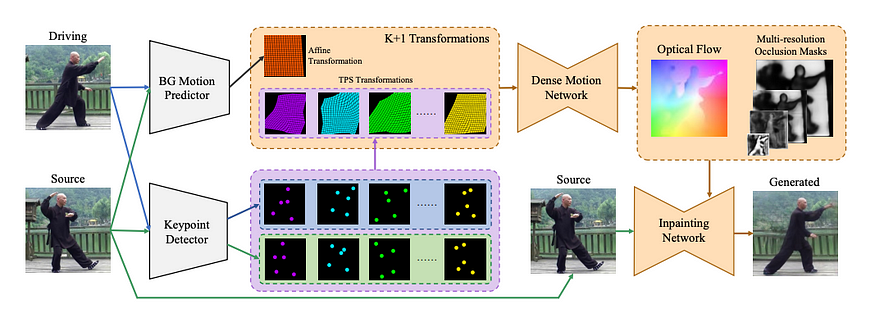 Driving
BG Motion
Predictor
K+1 Transformations
Affine
Transformation
TPS Transformations
......
Dense Motion
Network
Optical Flow
Multi-resolution
Occlusion Masks
Source
Keypoint
Detector
......
......
Source
Inpainting
Network
Generated